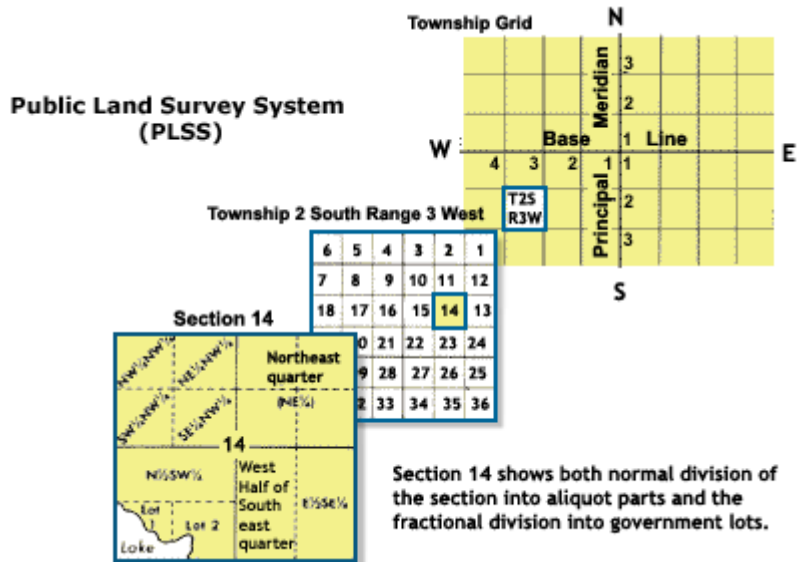 Township Grid
N
Public Land Survey System
(PLSS)
Meridian
3
2
1
W
Base
Line
E
4 3 2 1 1
Principal
T2S
R3W
2
3
S
Township 2 South Range 3 West
6 5 4 3 2 1
7 8 9 10 11 12
18 17 16 15 14 13
0 21 22 23 24
9 28 27 26 25
2 33 34 35 36
Section 14
NW¼NW¼
NE¼NW¼
SW¼NW¼
SE¼NW¼
Northeast
quarter
(NE¼)
14
N½SW¼
West
Half of
South
east
quarter
E½SE¼
Lot
1
Lot 2
Lake
Section 14 shows both normal division of
the section into aliquot parts and the
fractional division into government lots.